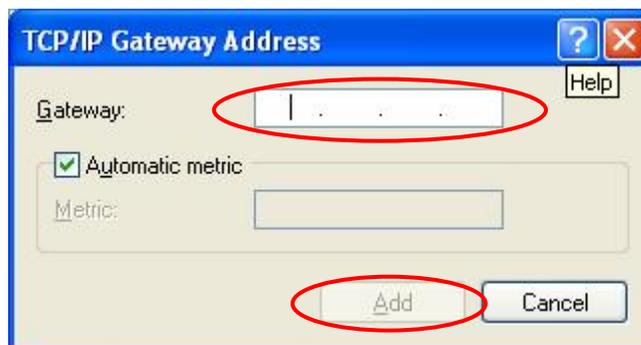 TCP/IP Gateway Address
Help
Gateway:
. . .
Automatic metric
Metric:
Add Cancel